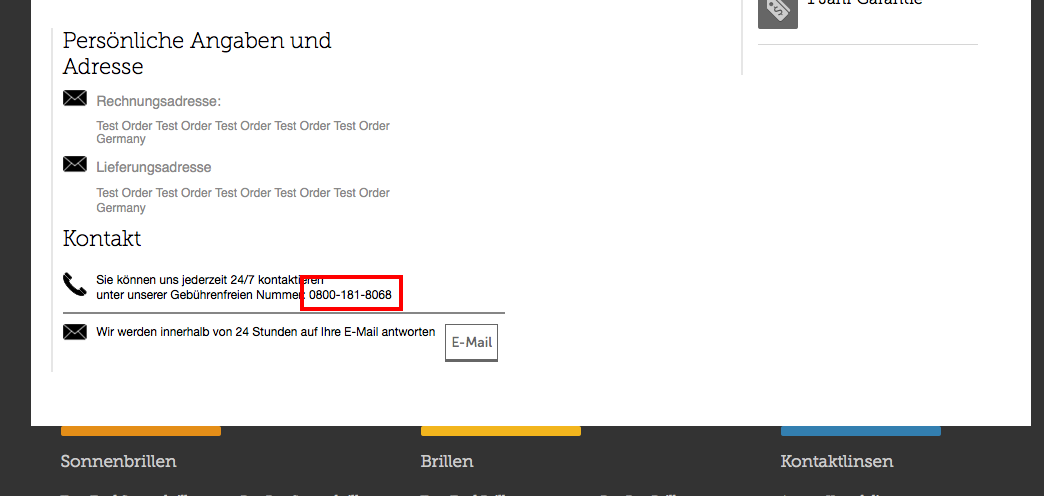 1 Jahr Garantie
Persönliche Angaben und
Adresse
Rechnungsadresse:
Test Order Test Order Test Order Test Order Test Order
Germany
Lieferungsadresse
Test Order Test Order Test Order Test Order Test Order
Germany
Kontakt
Sie können uns jederzeit 24/7 kontaktieren
unter unserer Gebührenfreien Nummer: 0800-181-8068
Wir werden innerhalb von 24 Stunden auf Ihre E-Mail antworten
E-Mail
Sonnenbrillen
Brillen
Kontaktlinsen